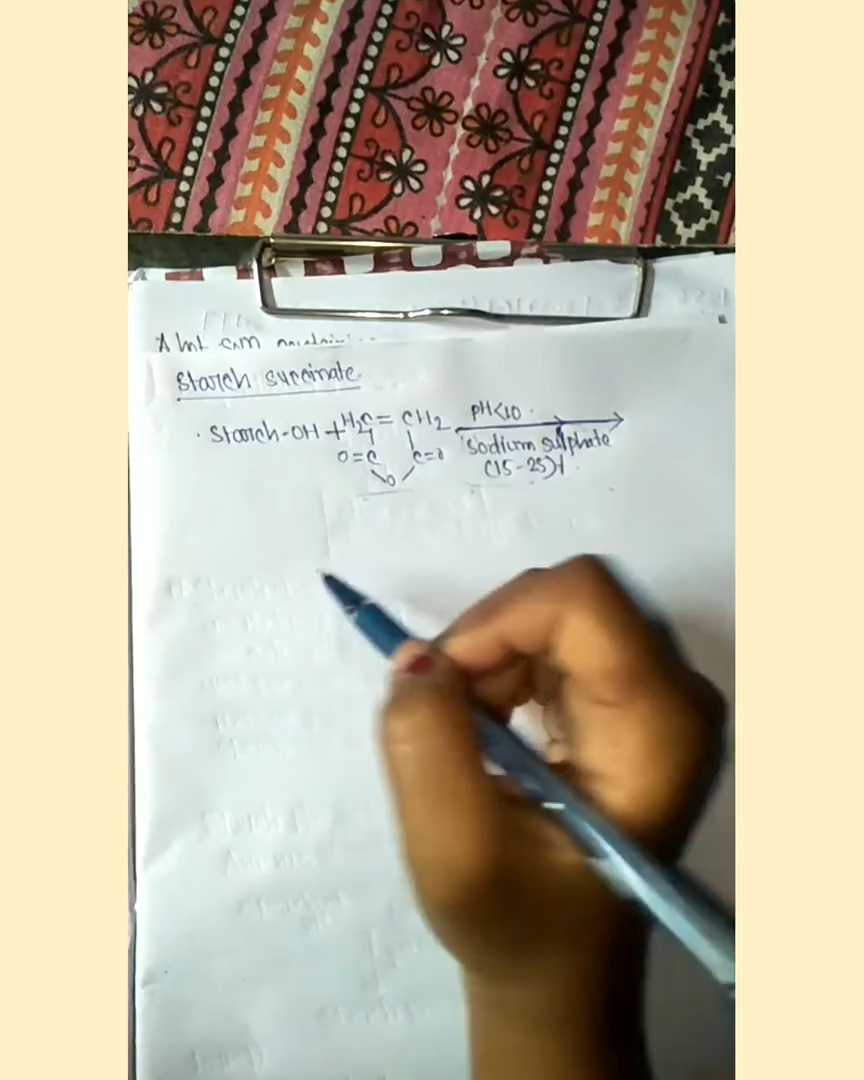 Starch succinate
. Starch-OH + H₂C = CH₂ pH<10 .
O=C C=O sodium sulphate
O (15-25)%.